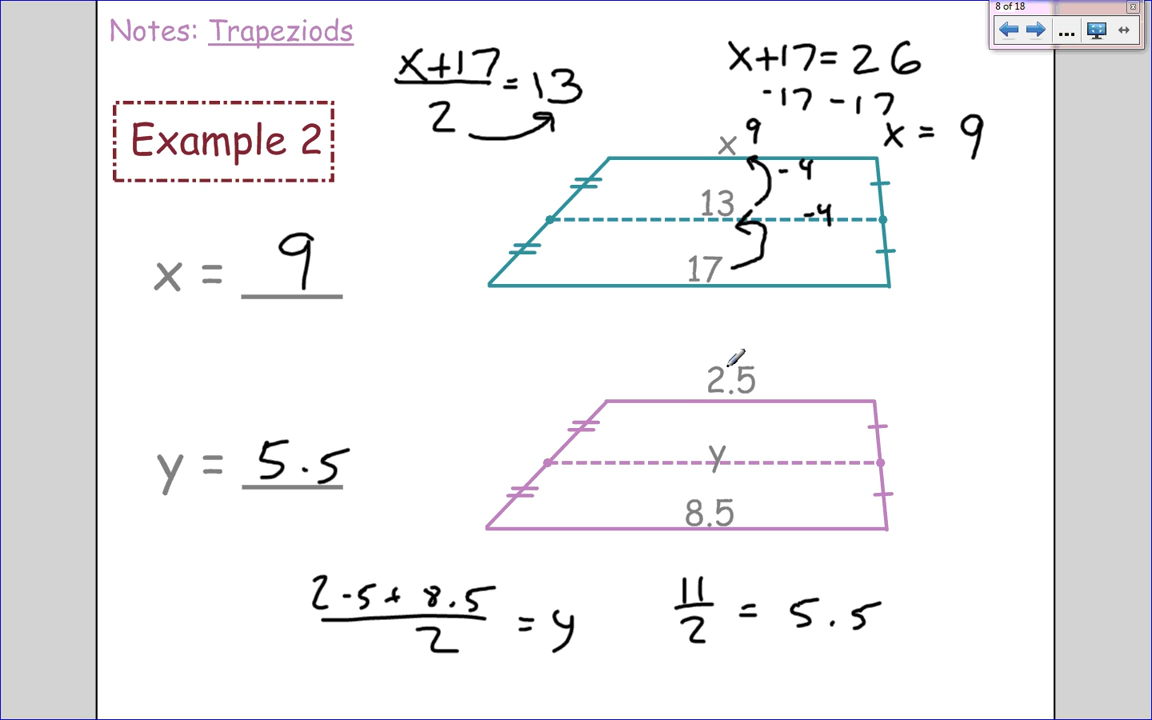 8 of 18
Notes: Trapeziods
x+17/2 = 13
x+17 = 26
-17 -17
x = 9
Example 2
x 9
-4
13 -4
17
x = 9
2.5
y
8.5
y = 5.5
2.5 + 8.5/2 = y
11/2 = 5.5